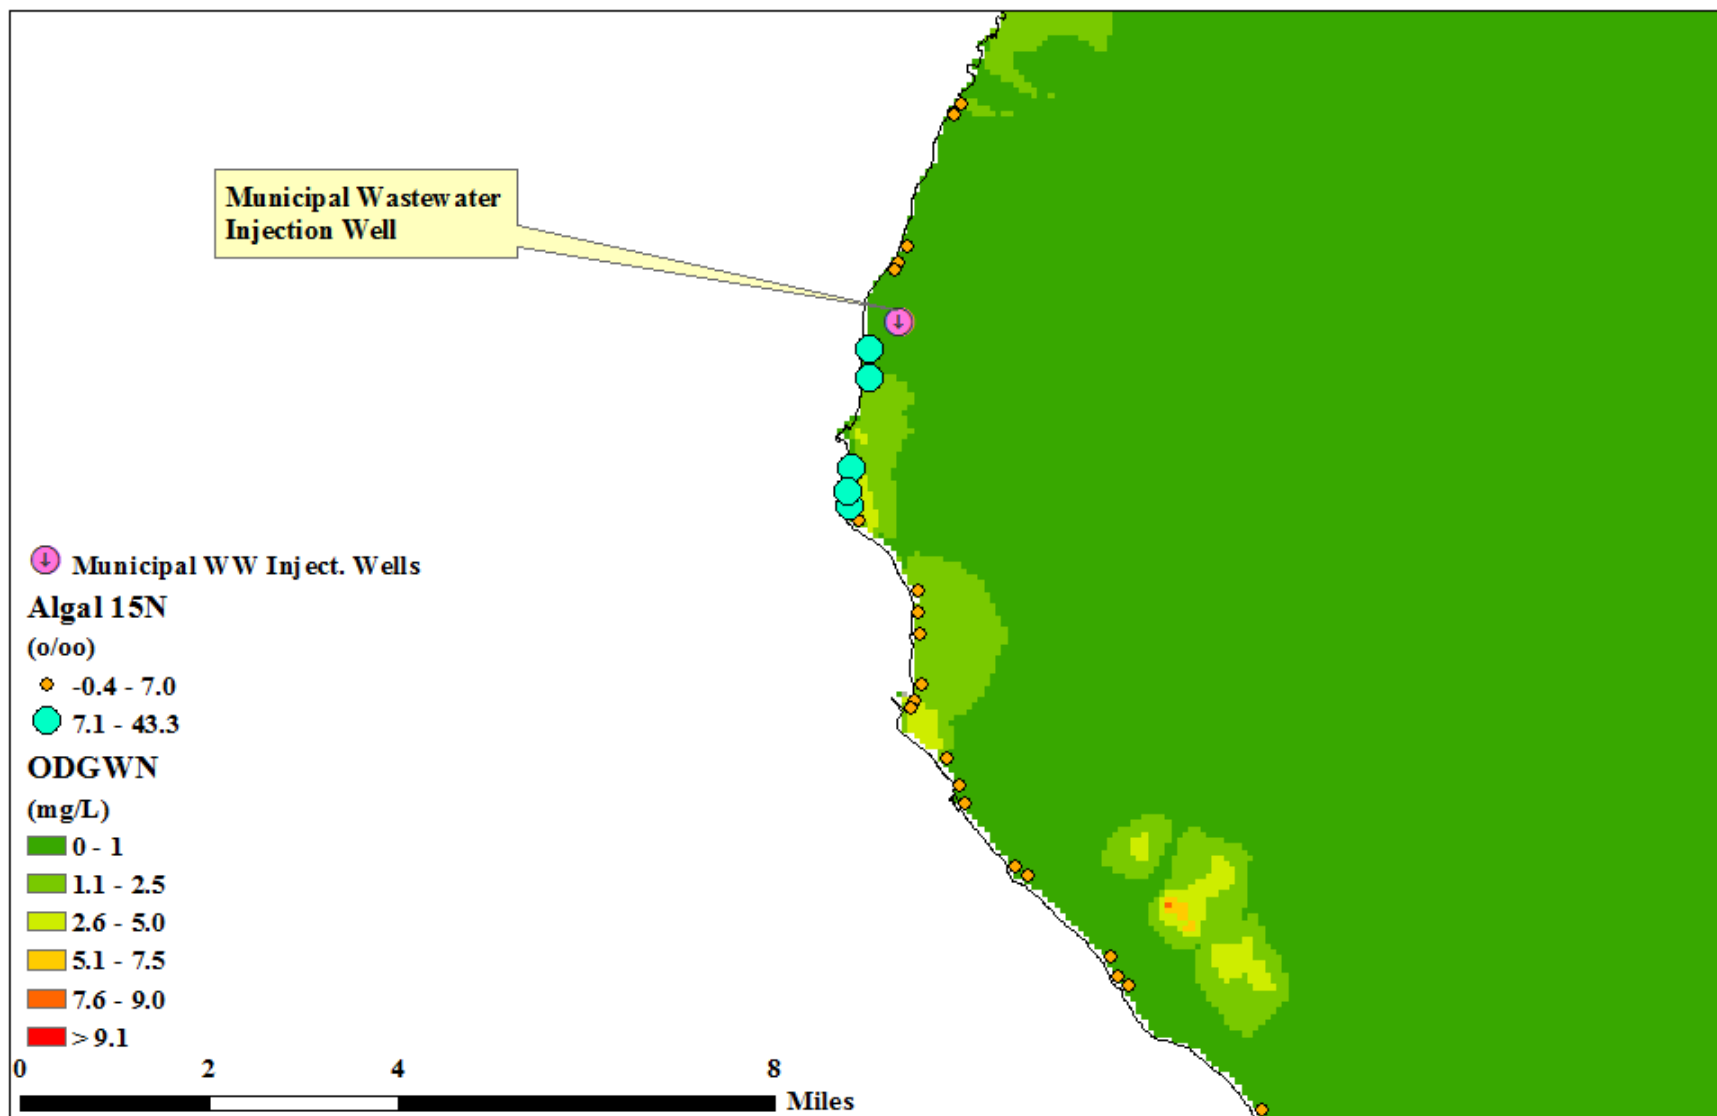 Municipal Wastewater
Injection Well
Municipal WW Inject. Wells
Algal 15N
(o/oo)
-0.4 - 7.0
7.1 - 43.3
ODGWN
(mg/L)
0 - 1
1.1 - 2.5
2.6 - 5.0
5.1 - 7.5
7.6 - 9.0
> 9.1
0 2 4 8
Miles